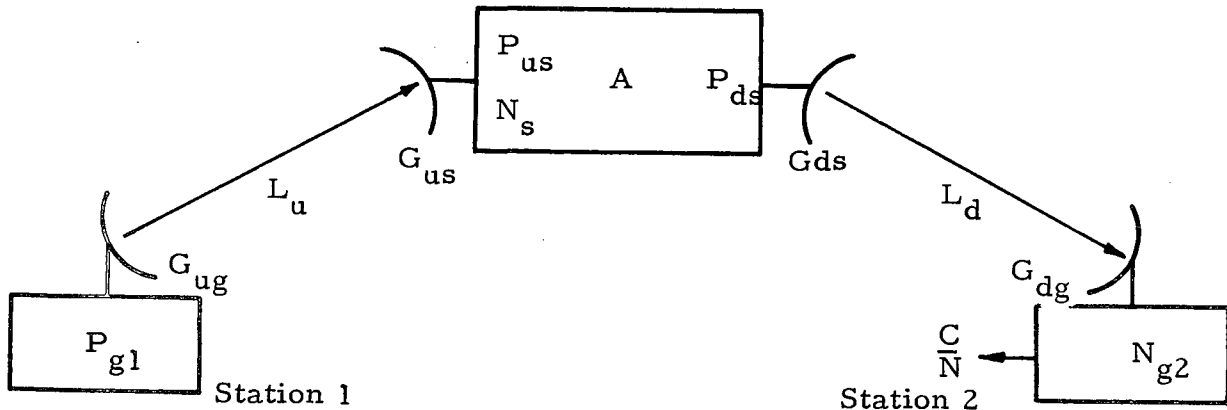 P_us A P_ds
N_s
G_us
Gds
L_u
L_d
G_ug
G_dg
P_g1
C/N
N_g2
Station 1
Station 2